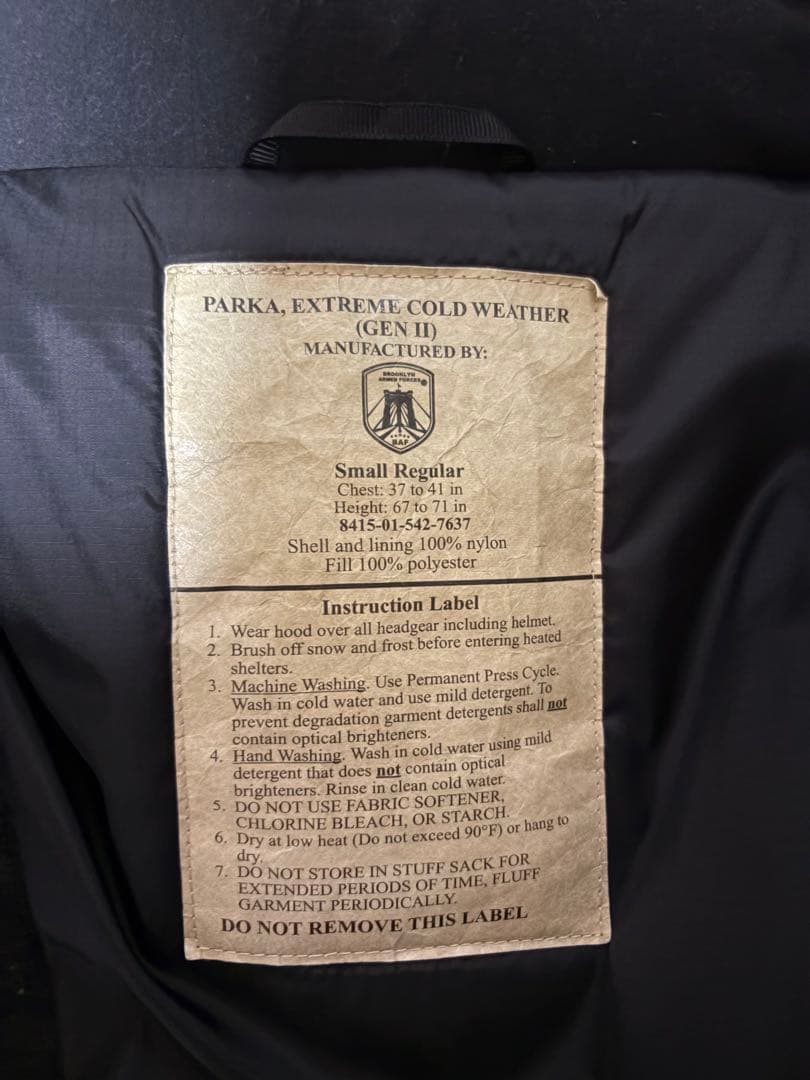 PARKA, EXTREME COLD WEATHER
(GEN II)
MANUFACTURED BY:
BROOKLYN
ARMED FORCES
BAF
Small Regular
Chest: 37 to 41 in
Height: 67 to 71 in
8415-01-542-7637
Shell and lining 100% nylon
Fill 100% polyester
Instruction Label
1. Wear hood over all headgear including helmet.
2. Brush off snow and frost before entering heated
shelters.
3. Machine Washing. Use Permanent Press Cycle.
Wash in cold water and use mild detergent. To
prevent degradation garment detergents shall not
contain optical brighteners.
4. Hand Washing. Wash in cold water using mild
detergent that does not contain optical
brighteners. Rinse in clean cold water.
5. DO NOT USE FABRIC SOFTENER,
CHLORINE BLEACH, OR STARCH.
6. Dry at low heat (Do not exceed 90°F) or hang to
dry.
7. DO NOT STORE IN STUFF SACK FOR
EXTENDED PERIODS OF TIME, FLUFF
GARMENT PERIODICALLY.
DO NOT REMOVE THIS LABEL